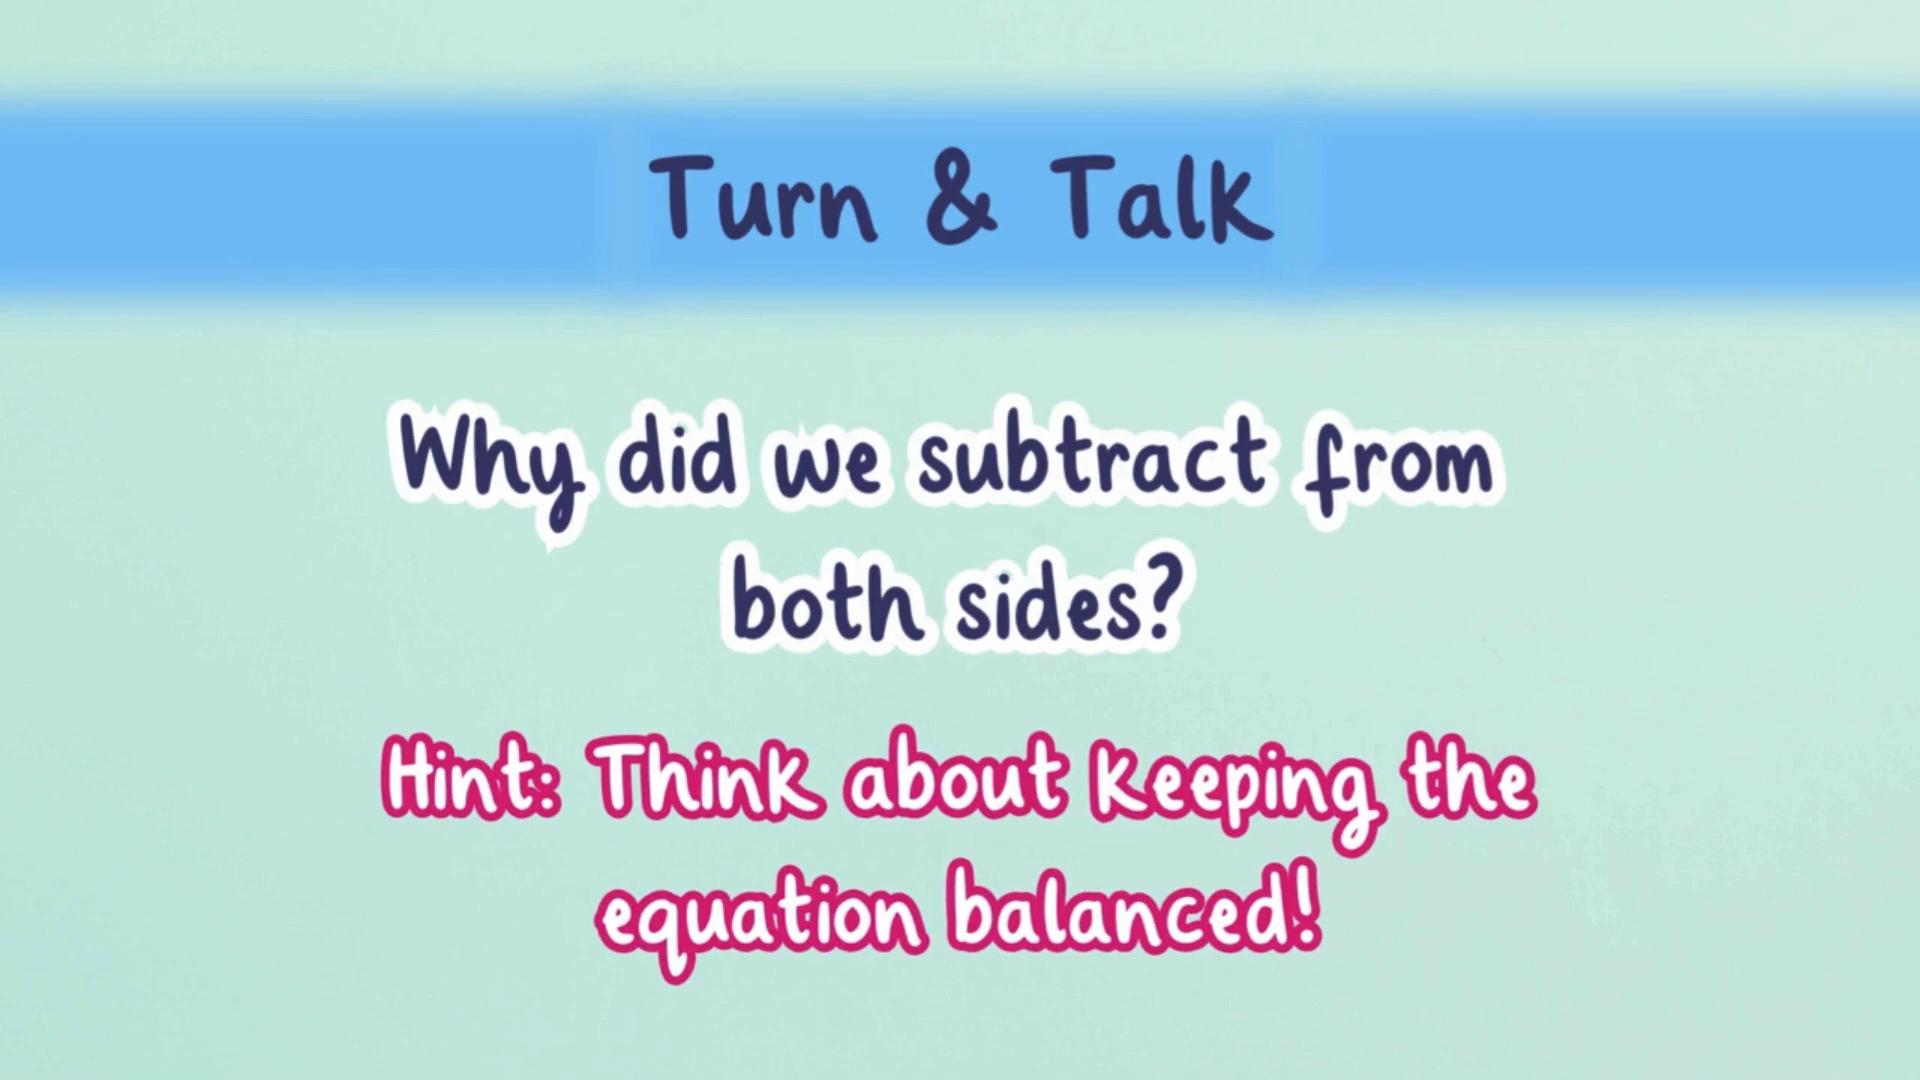 Turn & Talk
Why did we subtract from
both sides?
Hint: Think about keeping the
equation balanced!